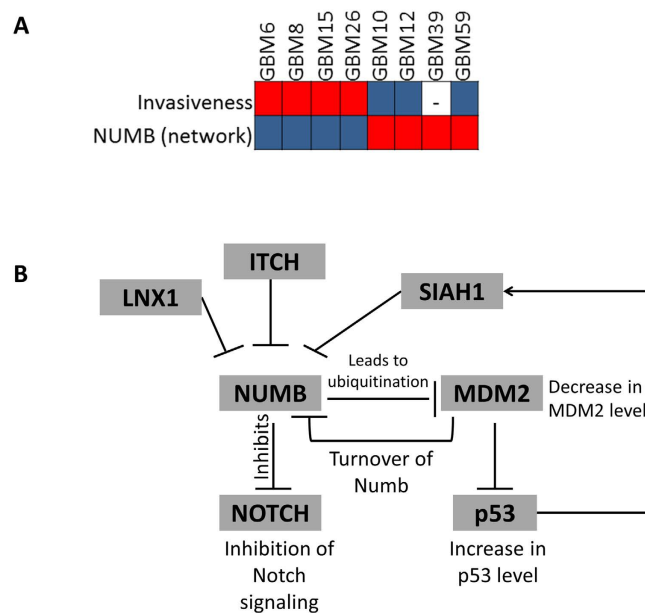 A
GBM6
GBM8
GBM15
GBM26
GBM10
GBM12
GBM39
GBM59
Invasiveness
-
NUMB (network)
B
ITCH
LNX1
SIAH1
Leads to
ubiquitination
NUMB
MDM2
Decrease in
MDM2 level
Inhibits
Turnover of
Numb
NOTCH
p53
Inhibition of
Notch
signaling
Increase in
p53 level